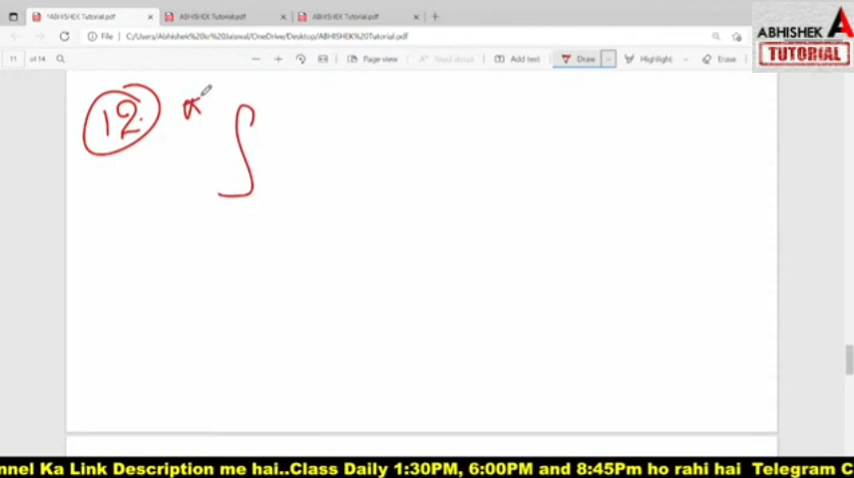 *ABHISHEK Tutorial.pdf ABHISHEK Tutorial.pdf ABHISHEK Tutorial.pdf
File C:/Users/Abhishek%20kr%20Jaiswal/OneDrive/Desktop/ABHISHEK%20Tutorial.pdf
11 of 14 Page view Read aloud Add text Draw Highlight Erase
ABHISHEK A
TUTORIAL
12. *
∫
nnel Ka Link Description me hai..Class Daily 1:30PM, 6:00PM and 8:45Pm ho rahi hai Telegram C